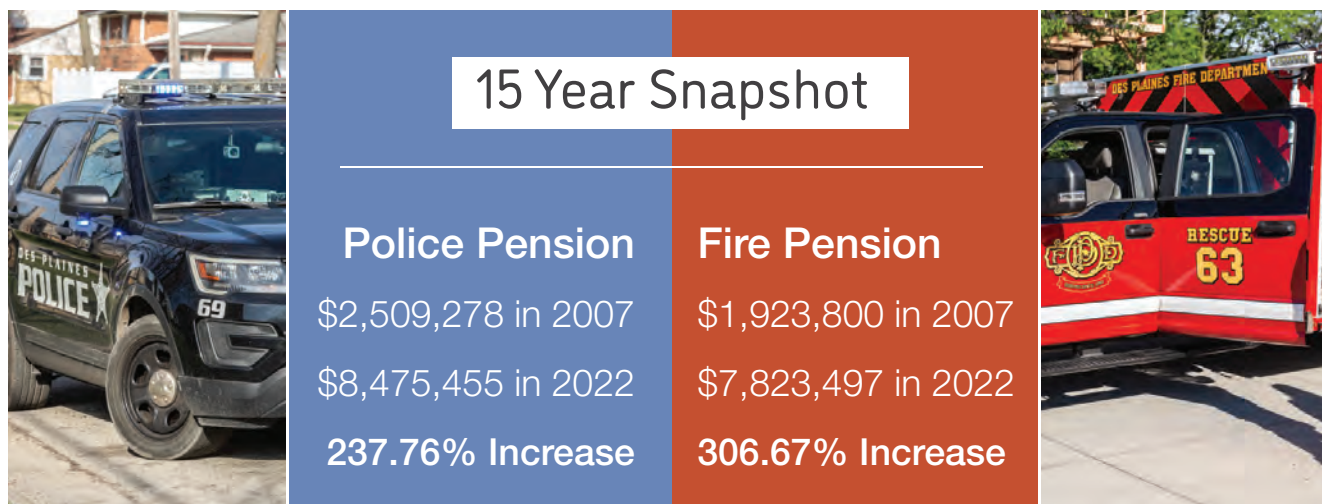 15 Year Snapshot
Police Pension
$2,509,278 in 2007
$8,475,455 in 2022
237.76% Increase
Fire Pension
$1,923,800 in 2007
$7,823,497 in 2022
306.67% Increase
DES PLAINES
POLICE
69
DES PLAINES FIRE DEPARTMEN
RESCUE
63